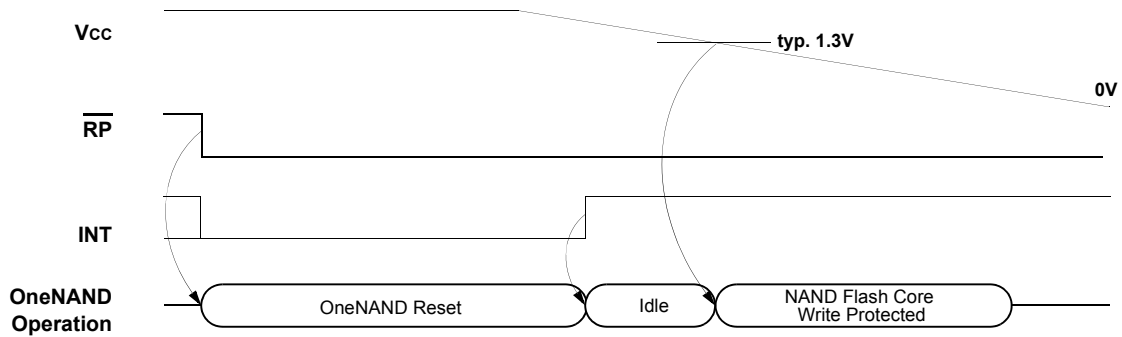 Vcc
typ. 1.3V
0V
RP
INT
OneNAND
Operation
OneNAND Reset
Idle
NAND Flash Core
Write Protected